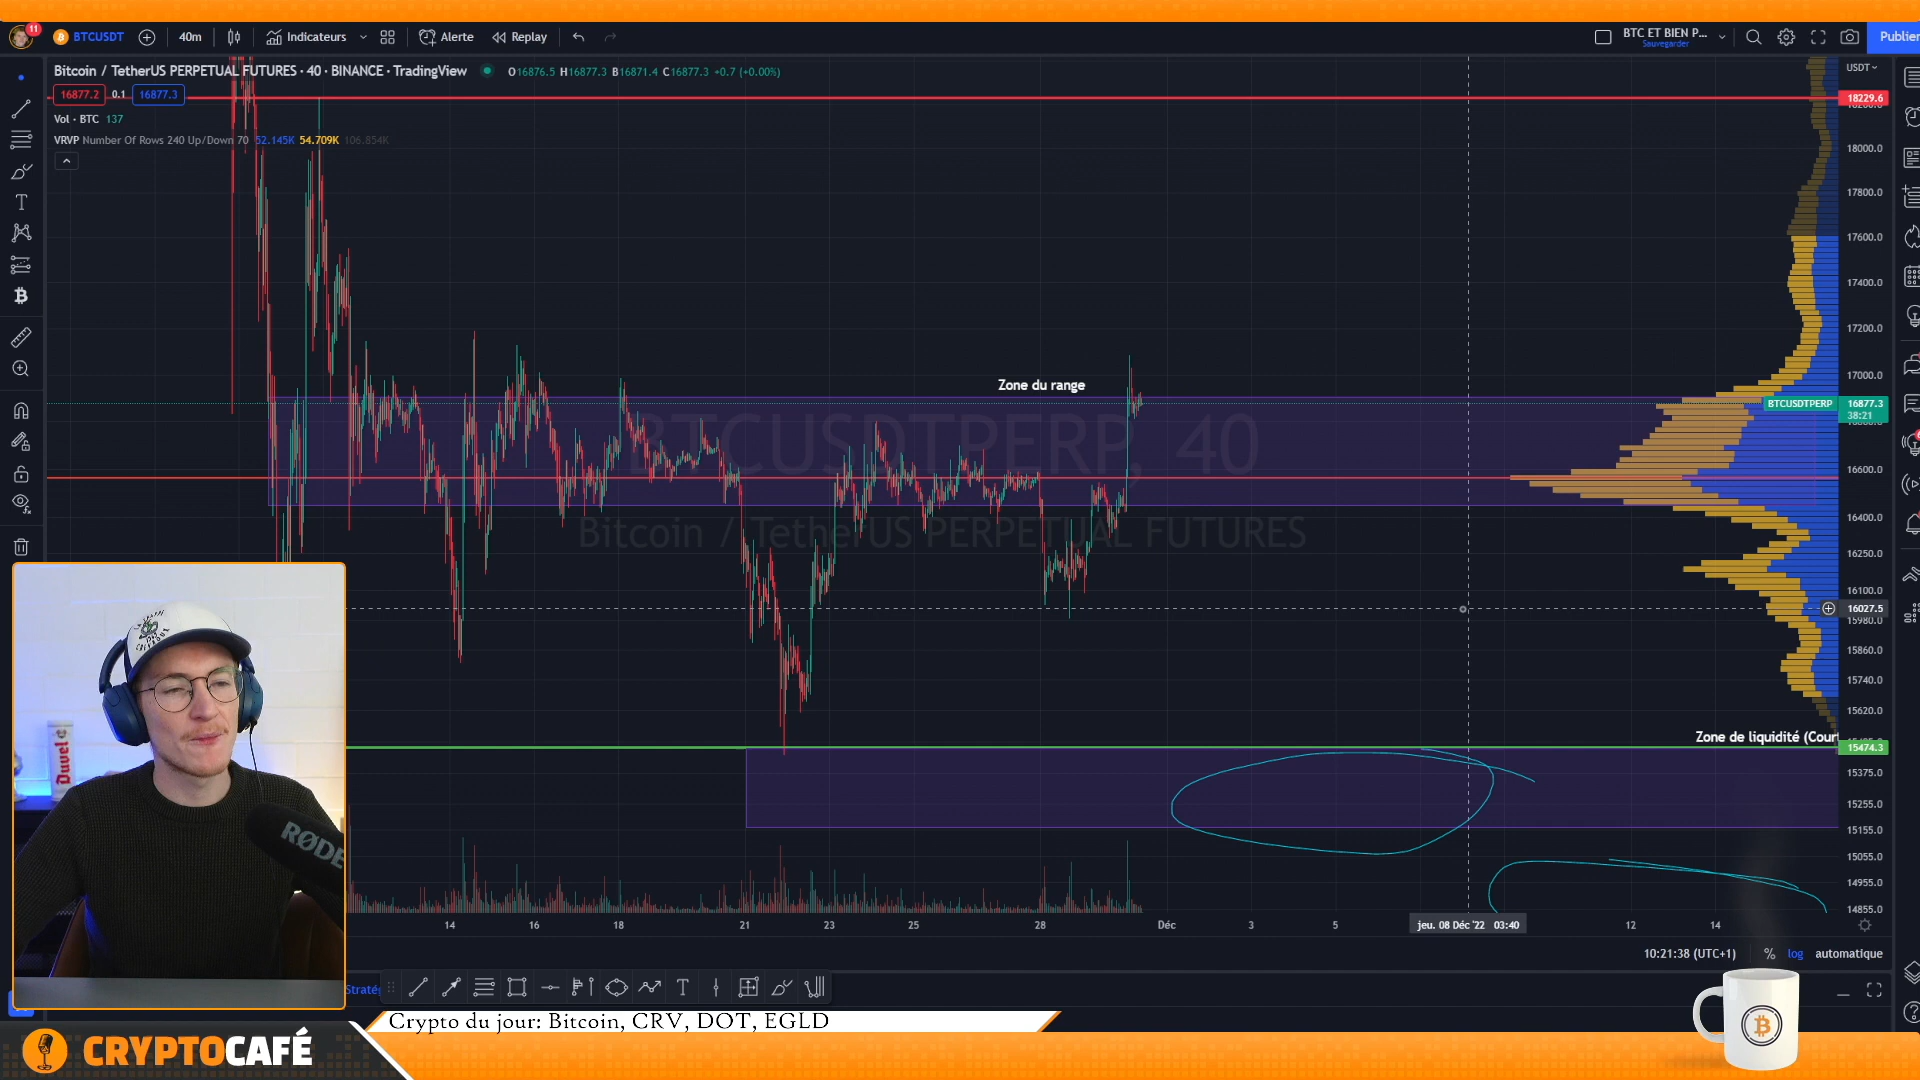 11
BTCUSDT
40m
Indicateurs
Alerte
Replay
BTC ET BIEN P...
Sauvegarder
Publier
Bitcoin / TetherUS PERPETUAL FUTURES · 40 · BINANCE · TradingView
O16876.5 H16877.3 B16871.4 C16877.3 +0.7 (+0.00%)
USDT
16877.2 0.1 16877.3
18229.6
Vol · BTC 137
VRVP Number Of Rows 240 Up/Down 70 52.145K 54.709K 106.854K
18000.0
17800.0
17600.0
17400.0
17200.0
17000.0
Zone du range
BTCUSDTPERP
16877.3
38:21
BTCUSDTPERP, 40
16600.0
16400.0
Bitcoin / TetherUS PERPETUAL FUTURES
16250.0
16100.0
16027.5
15980.0
15860.0
15740.0
15620.0
Zone de liquidité (Cour
15474.3
15375.0
15255.0
15155.0
15055.0
14955.0
14855.0
14 16 18 21 23 25 28 Déc 3 5 jeu. 08 Déc '22 03:40 12 14
10:21:38 (UTC+1) % log automatique
Duvel
RØDE
Straté
Crypto du jour: Bitcoin, CRV, DOT, EGLD
CRYPTOCAFÉ